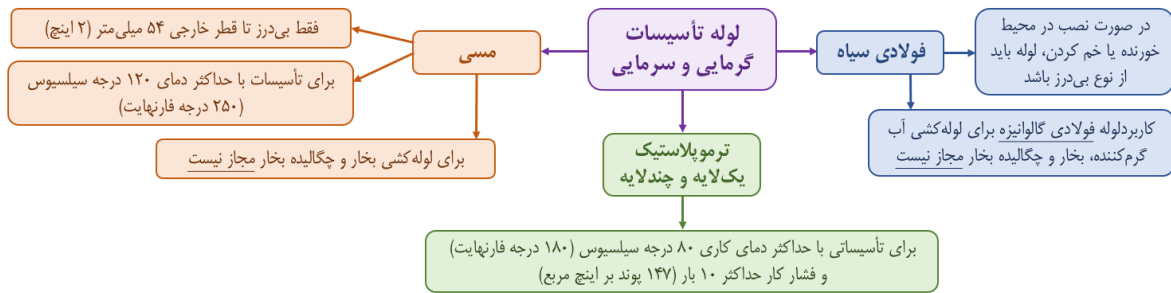 لوله تأسیسات
گرمایی و سرمایی
فولادی سیاه
در صورت نصب در محیط
خورنده یا خم کردن، لوله باید
از نوع بی‌درز باشد
کاربردلوله فولادی گالوانیزه برای لوله‌کشی آب
گرم‌کننده، بخار و چگالیده بخار مجاز نیست
مسی
فقط بی‌درز تا قطر خارجی ۵۴ میلی‌متر (۲ اینچ)
برای تأسیسات با حداکثر دمای ۱۲۰ درجه سیلسیوس
(۲۵۰ درجه فارنهایت)
برای لوله‌کشی بخار و چگالیده بخار مجاز نیست
ترموپلاستیک
یک‌لایه و چندلایه
برای تأسیساتی با حداکثر دمای کاری ۸۰ درجه سیلسیوس (۱۸۰ درجه فارنهایت)
و فشار کار حداکثر ۱۰ بار (۱۴۷ پوند بر اینچ مربع)